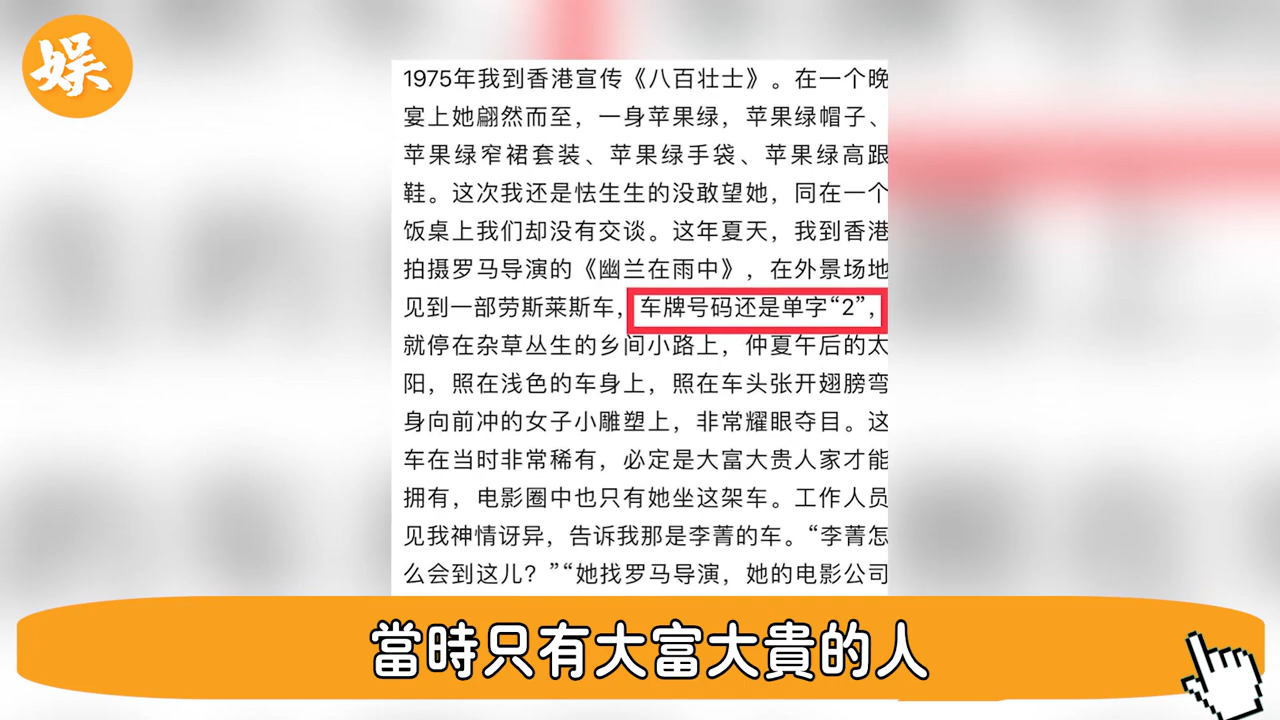 娱
1975年我到香港宣传《八百壮士》。在一个晚
宴上她翩然而至，一身苹果绿，苹果绿帽子、
苹果绿窄裙套装、苹果绿手袋、苹果绿高跟
鞋。这次我还是怯生生的没敢望她，同在一个
饭桌上我们却没有交谈。这年夏天，我到香港
拍摄罗马导演的《幽兰在雨中》，在外景场地
见到一部劳斯莱斯车，车牌号码还是单字“2”，
就停在杂草丛生的乡间小路上，仲夏午后的太
阳，照在浅色的车身上，照在车头张开翅膀弯
身向前冲的女子小雕塑上，非常耀眼夺目。这
车在当时非常稀有，必定是大富大贵人家才能
拥有，电影圈中也只有她坐这架车。工作人员
见我神情讶异，告诉我那是李菁的车。“李菁怎
么会到这儿？”“她找罗马导演，她的电影公司
當時只有大富大貴的人